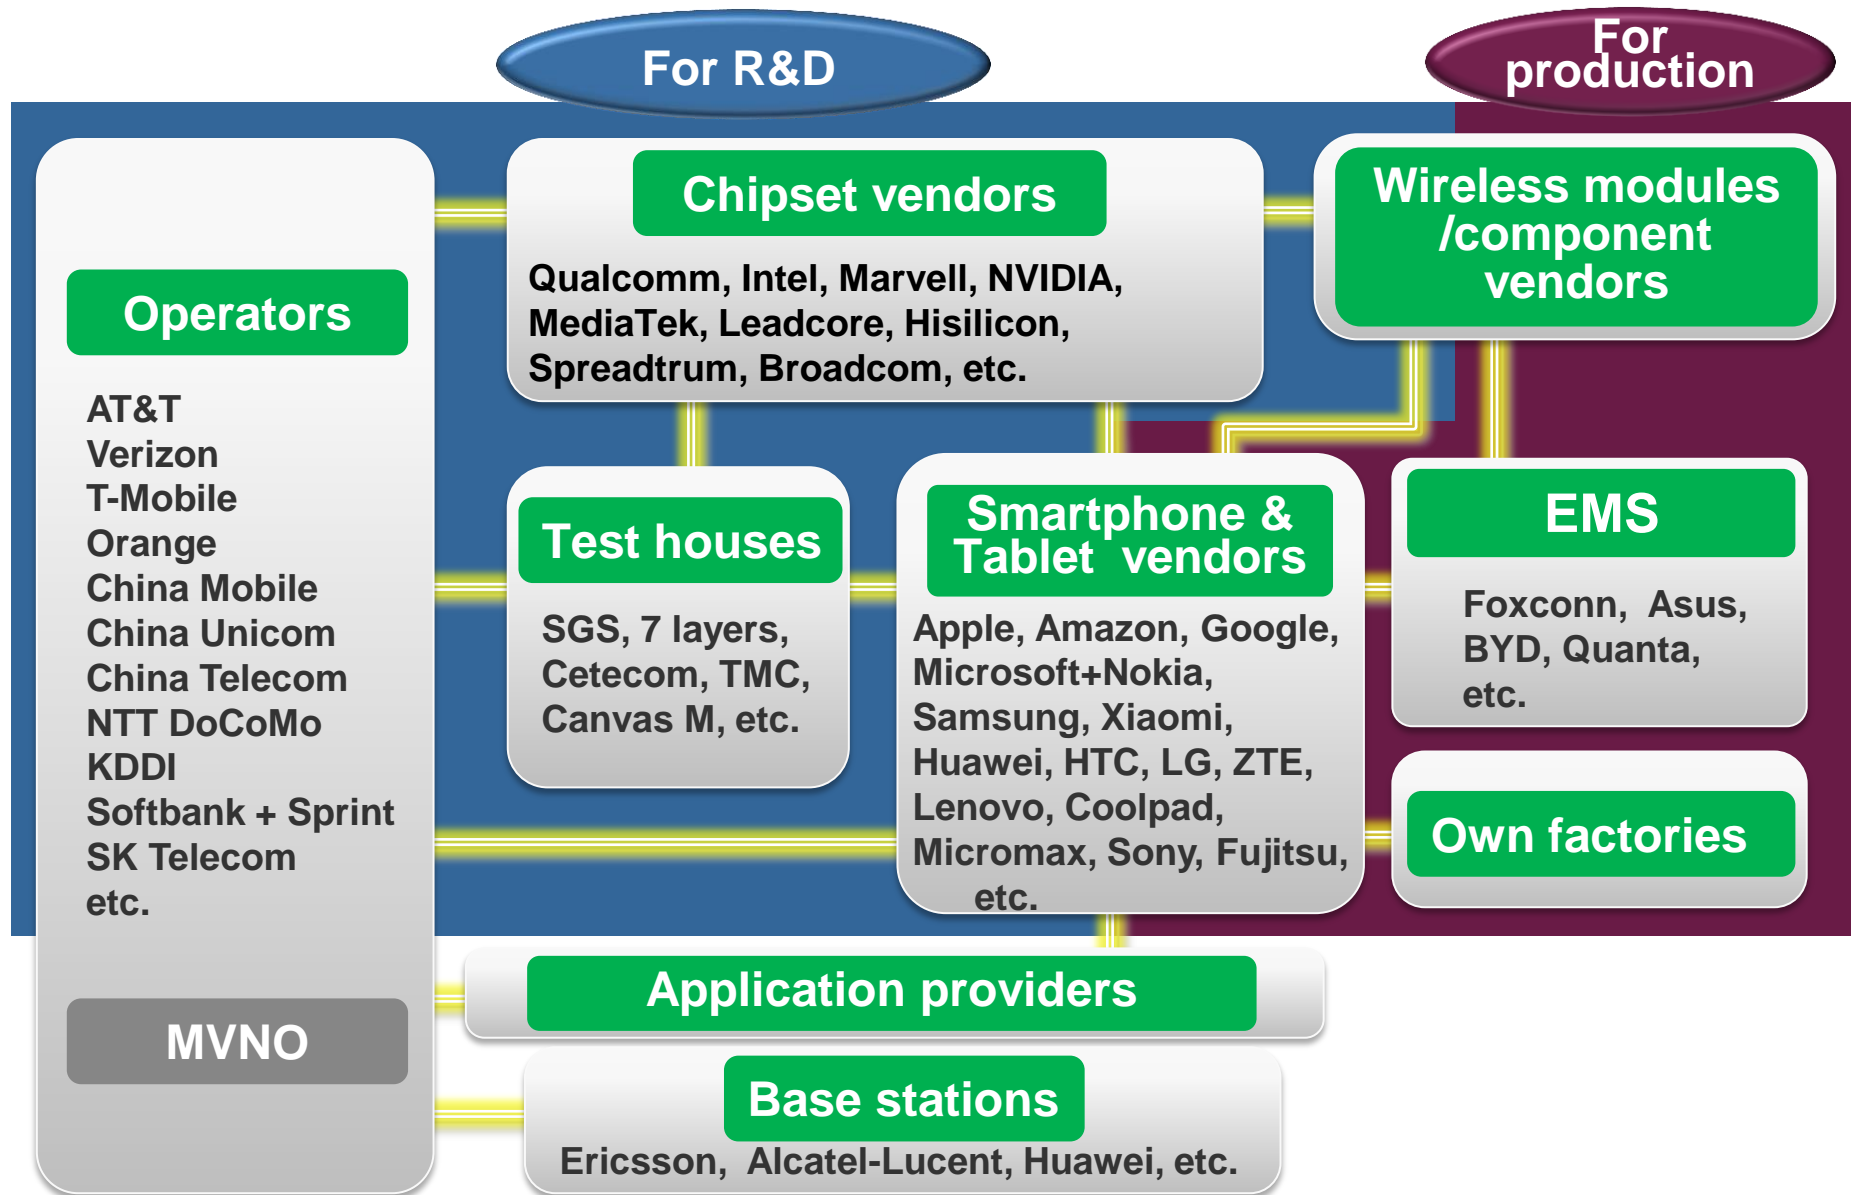 For R&D
For
production
Operators
AT&T
Verizon
T-Mobile
Orange
China Mobile
China Unicom
China Telecom
NTT DoCoMo
KDDI
Softbank + Sprint
SK Telecom
etc.
MVNO
Chipset vendors
Qualcomm, Intel, Marvell, NVIDIA,
MediaTek, Leadcore, Hisilicon,
Spreadtrum, Broadcom, etc.
Wireless modules
/component
vendors
Test houses
SGS, 7 layers,
Cetecom, TMC,
Canvas M, etc.
Smartphone &
Tablet vendors
Apple, Amazon, Google,
Microsoft+Nokia,
Samsung, Xiaomi,
Huawei, HTC, LG, ZTE,
Lenovo, Coolpad,
Micromax, Sony, Fujitsu,
etc.
EMS
Foxconn, Asus,
BYD, Quanta,
etc.
Own factories
Application providers
Base stations
Ericsson, Alcatel-Lucent, Huawei, etc.